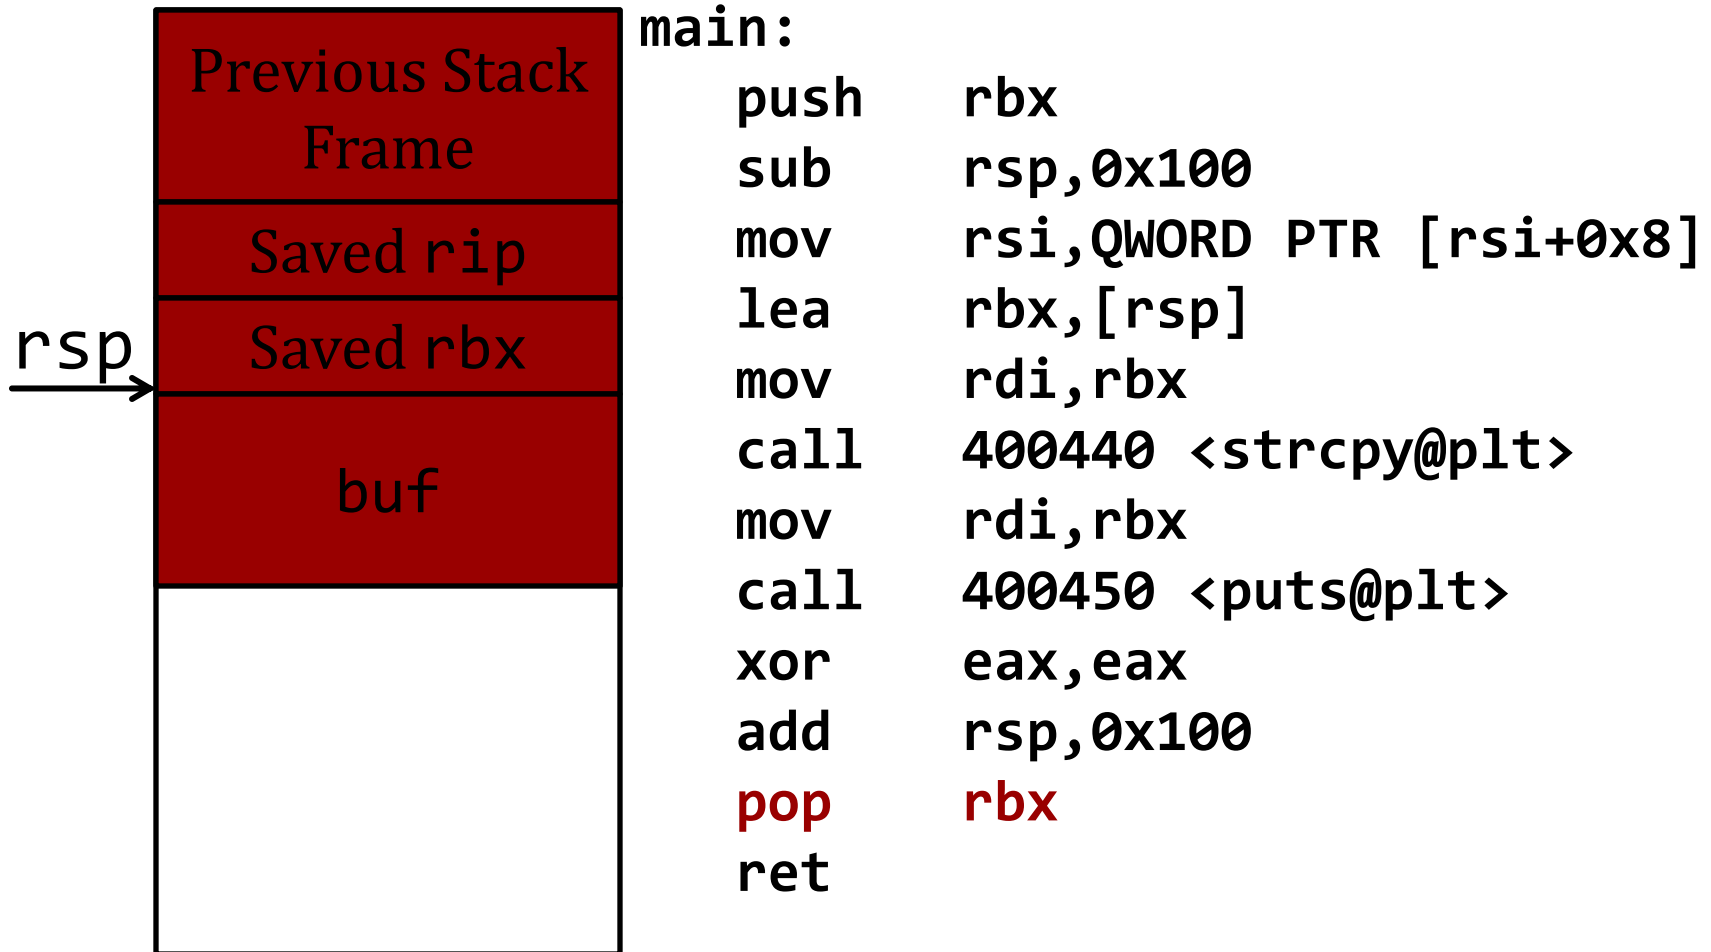 Previous Stack
Frame
Saved rip
Saved rbx
rsp
buf
main:
push rbx
sub rsp,0x100
mov rsi,QWORD PTR [rsi+0x8]
lea rbx,[rsp]
mov rdi,rbx
call 400440 <strcpy@plt>
mov rdi,rbx
call 400450 <puts@plt>
xor eax,eax
add rsp,0x100
pop rbx
ret